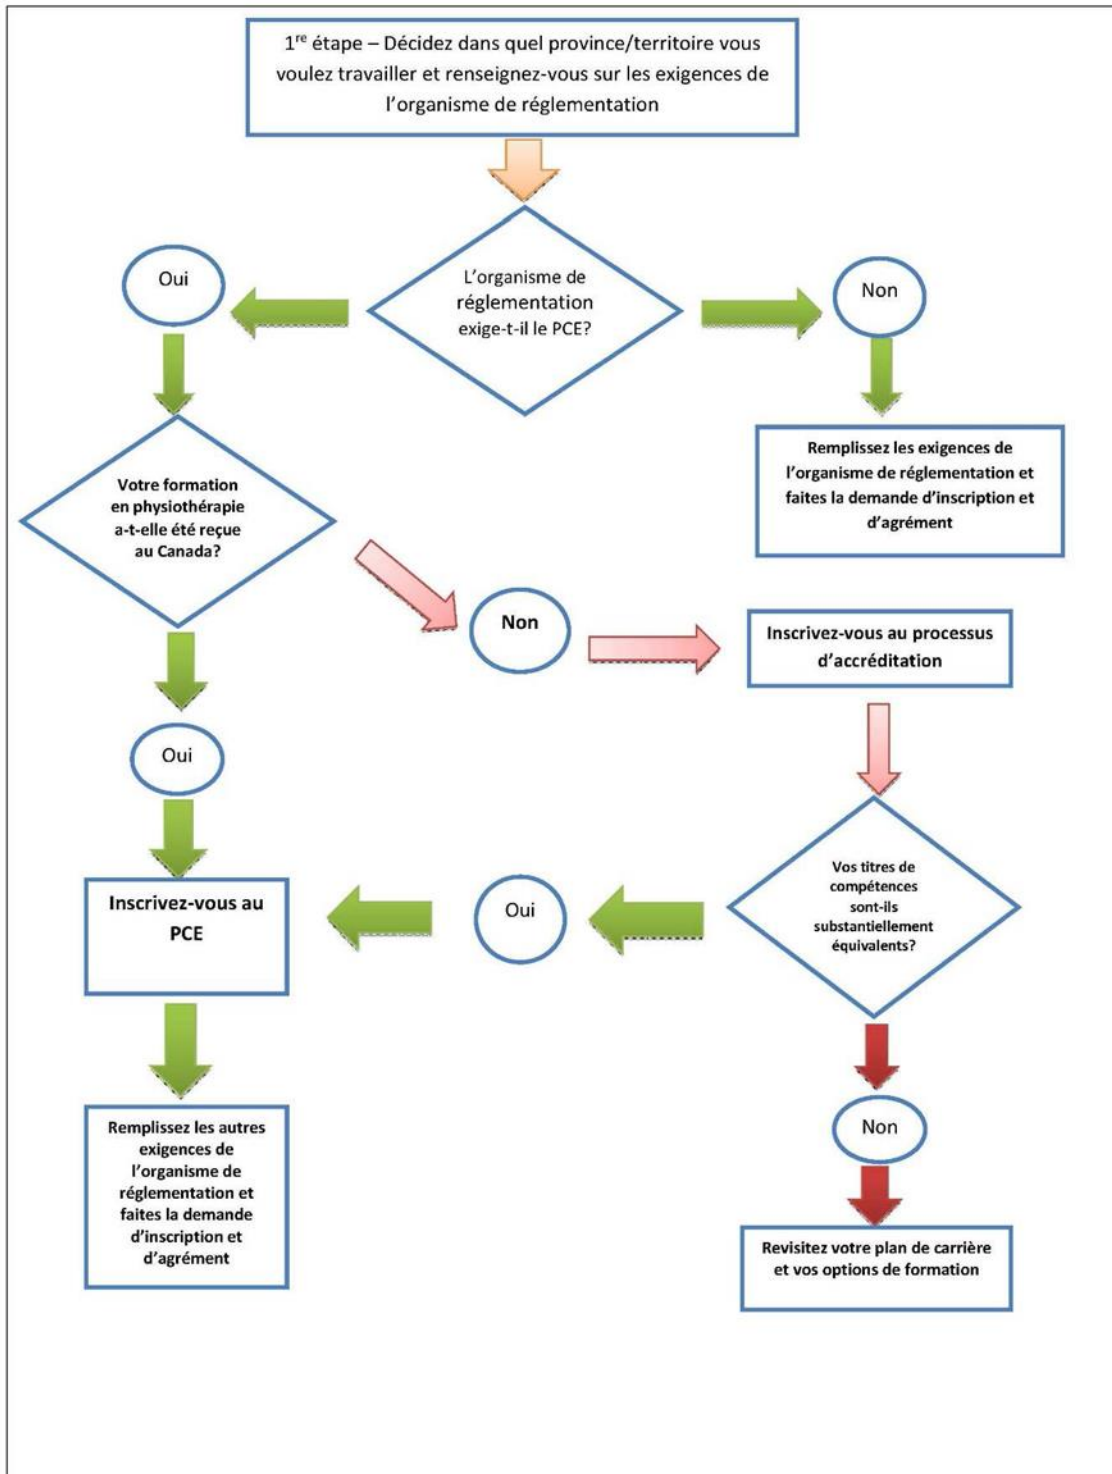 1re étape – Décidez dans quel province/territoire vous
voulez travailler et renseignez-vous sur les exigences de
l'organisme de réglementation
Oui
L'organisme de
réglementation
exige-t-il le PCE?
Non
Remplissez les exigences de
l'organisme de réglementation et
faites la demande d'inscription et
d'agrément
Votre formation
en physiothérapie
a-t-elle été reçue
au Canada?
Non
Inscrivez-vous au processus
d'accréditation
Oui
Vos titres de
compétences
sont-ils
substantiellement
équivalents?
Oui
Inscrivez-vous au
PCE
Non
Remplissez les autres
exigences de
l'organisme de
réglementation et
faites la demande
d'inscription et
d'agrément
Revisitez votre plan de carrière
et vos options de formation